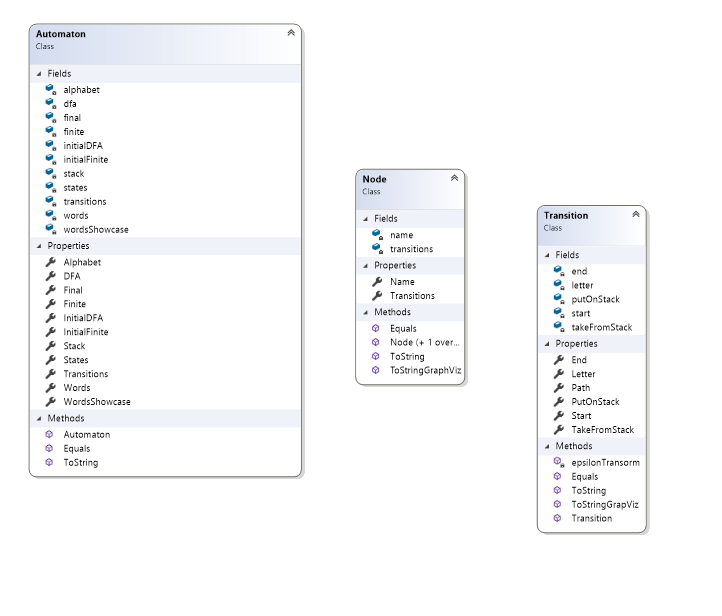 Automaton
Class
Fields
alphabet
dfa
final
finite
initialDFA
initialFinite
stack
states
transitions
words
wordsShowcase
Properties
Alphabet
DFA
Final
Finite
InitialDFA
InitialFinite
Stack
States
Transitions
Words
WordsShowcase
Methods
Automaton
Equals
ToString
Node
Class
Fields
name
transitions
Properties
Name
Transitions
Methods
Equals
Node (+ 1 over...
ToString
ToStringGraphViz
Transition
Class
Fields
end
letter
putOnStack
start
takeFromStack
Properties
End
Letter
Path
PutOnStack
Start
TakeFromStack
Methods
epsilonTransorm
Equals
ToString
ToStringGrapViz
Transition